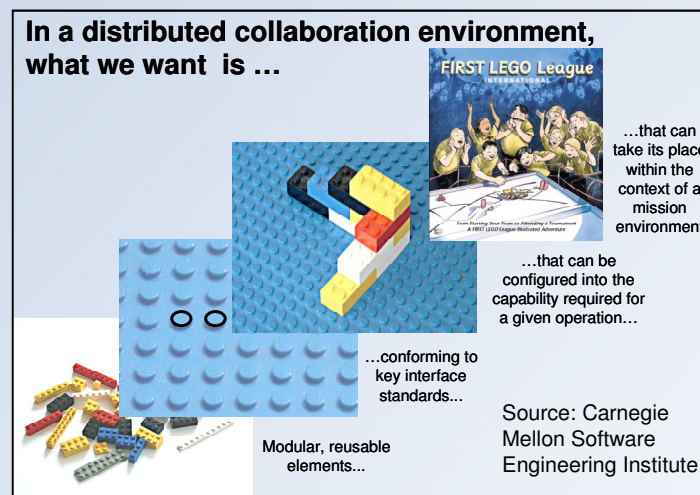 In a distributed collaboration environment,
what we want is …
FIRST LEGO League
INTERNATIONAL
From Starting Your Team to Attending a Tournament
A FIRST LEGO League Illustrated Adventure
…that can
take its place
within the
context of a
mission
environment
…that can be
configured into the
capability required for
a given operation…
…conforming to
key interface
standards...
Modular, reusable
elements...
Source: Carnegie
Mellon Software
Engineering Institute